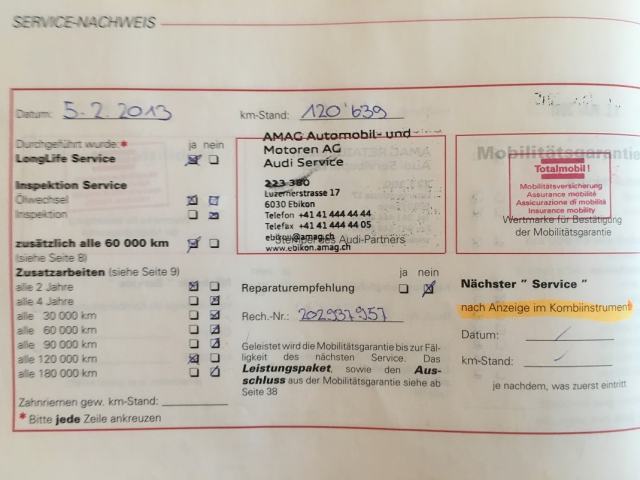 SERVICE-NACHWEIS
Datum: 5.2.2013 km-Stand: 120'639
Durchgeführt wurde: * ja nein
LongLife Service
Inspektion Service
Ölwechsel
Inspektion
zusätzlich alle 60 000 km
(siehe Seite 8)
Zusatzarbeiten (siehe Seite 9)
alle 2 Jahre
alle 4 Jahre
alle 30 000 km
alle 60 000 km
alle 90 000 km
alle 120 000 km
alle 180 000 km
Zahnriemen gew. km-Stand:
* Bitte jede Zeile ankreuzen
AMAG Automobil- und
Motoren AG
Audi Service
223 380
Luzernerstrasse 17
6030 Ebikon
Telefon +41 41 444 44 44
Telefax +41 41 444 44 05
ebikon@amag.ch
www.ebikon.amag.ch
Stempel des Audi-Partners
ja nein
Reparaturempfehlung
Rech.-Nr.: 202937957
Geleistet wird die Mobilitätsgarantie bis zur Fäl-
ligkeit des nächsten Service. Das
Leistungspaket, sowie den Aus-
schluss aus der Mobilitätsgarantie siehe ab
Seite 38
Mobilitätsgarantie
Totalmobil!
Mobilitätsversicherung
Assurance mobilité
Assicurazione di mobilità
Insurance mobility
Wertmarke für Bestätigung
der Mobilitätsgarantie
Nächster " Service "
nach Anzeige im Kombiinstrument
Datum:
km-Stand:
je nachdem, was zuerst eintritt